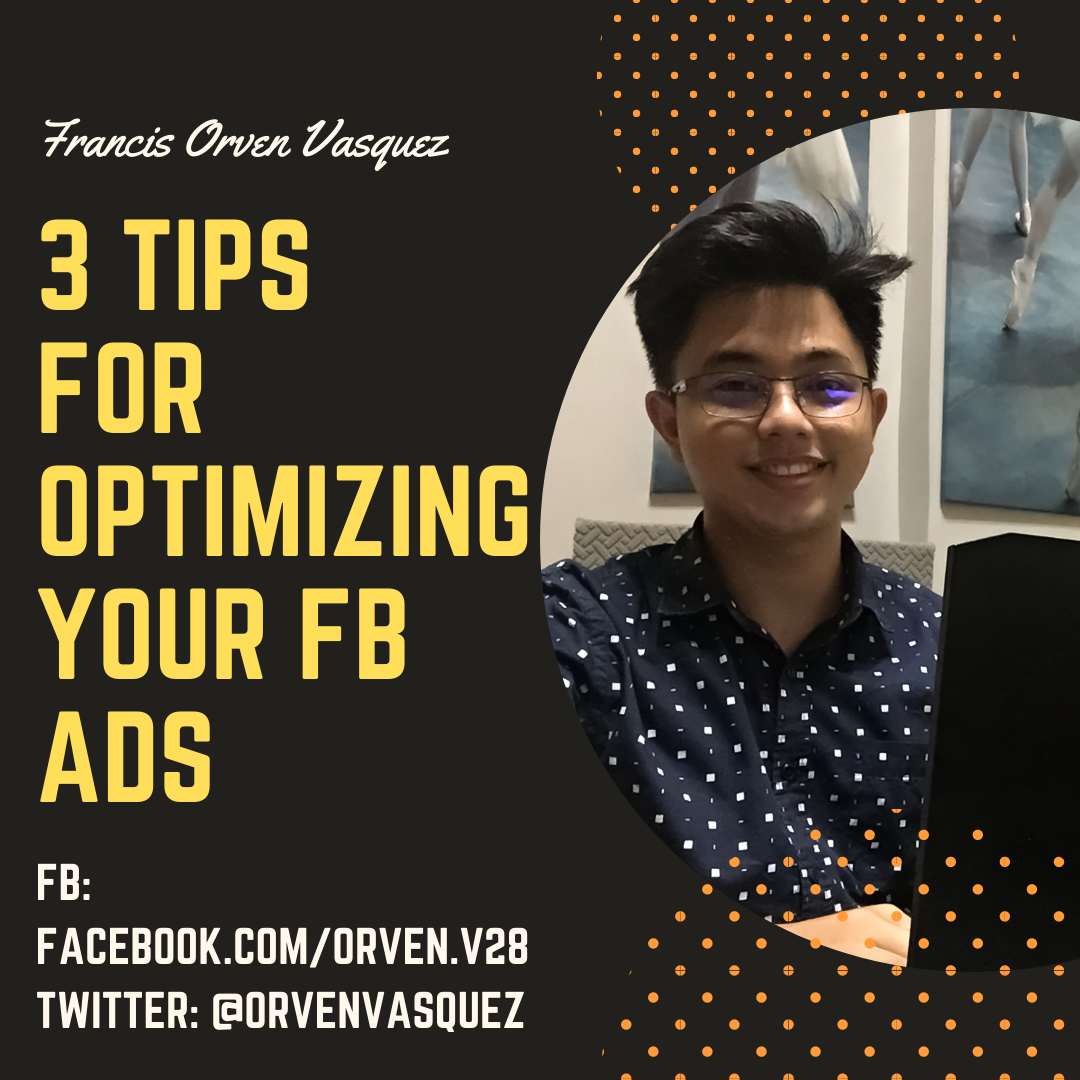 Francis Orven Vasquez
3 TIPS
FOR
OPTIMIZING
YOUR FB
ADS
FB:
FACEBOOK.COM/ORVEN.V28
TWITTER: @ORVENVASQUEZ